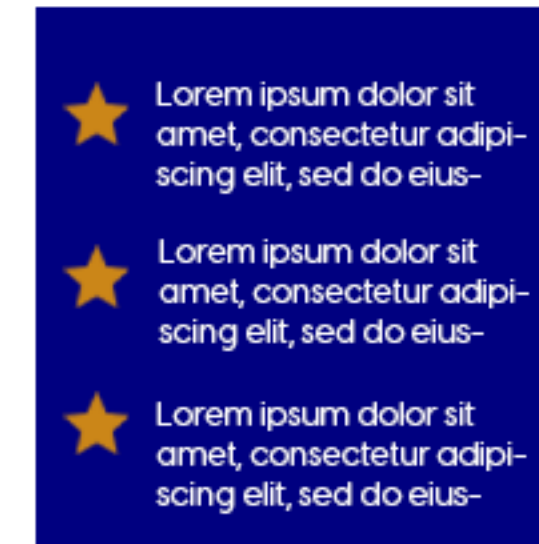 Lorem ipsum dolor sit
amet, consectetur adipi-
scing elit, sed do eius-
Lorem ipsum dolor sit
amet, consectetur adipi-
scing elit, sed do eius-
Lorem ipsum dolor sit
amet, consectetur adipi-
scing elit, sed do eius-